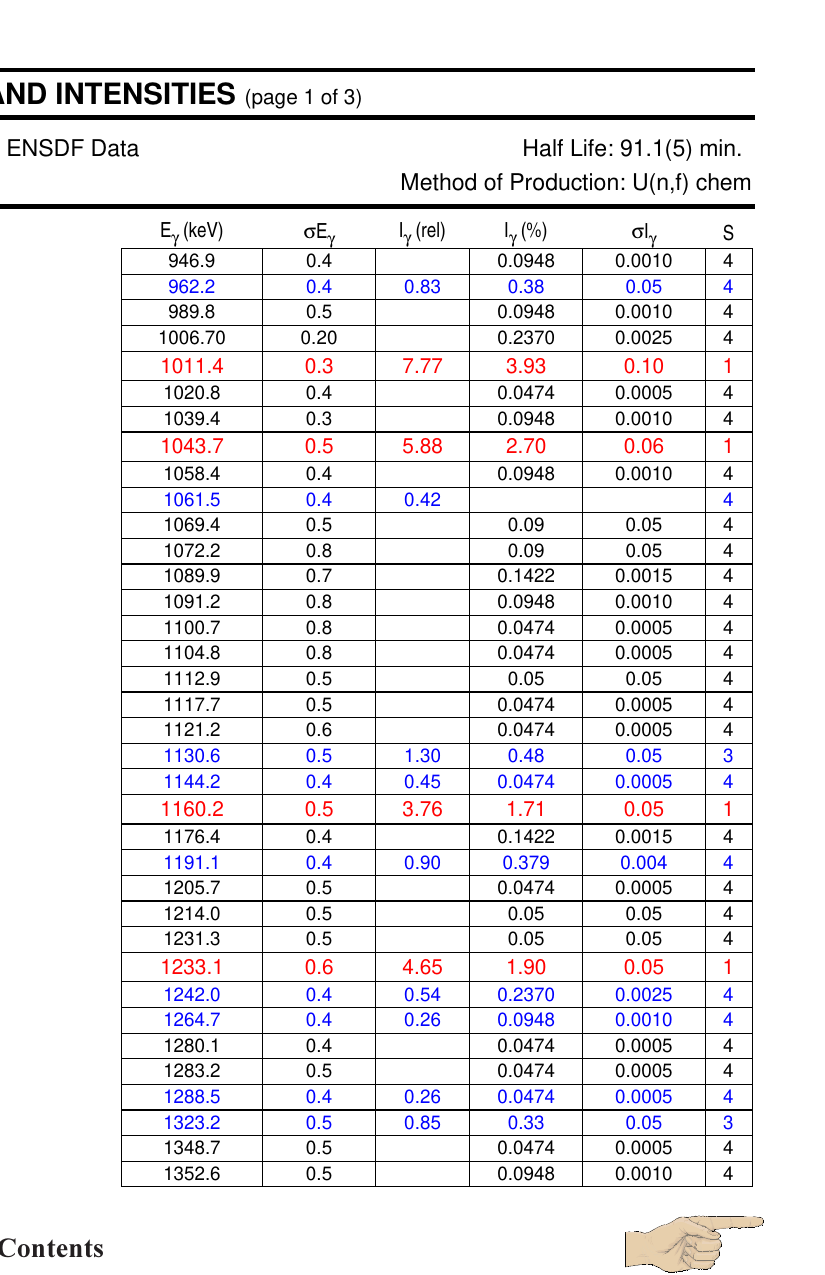 AND INTENSITIES (page 1 of 3)
ENSDF Data Half Life: 91.1(5) min.
Method of Production: U(n,f) chem
Eγ (keV) σEγ Iγ (rel) Iγ (%) σIγ S
946.9 0.4 0.0948 0.0010 4
962.2 0.4 0.83 0.38 0.05 4
989.8 0.5 0.0948 0.0010 4
1006.70 0.20 0.2370 0.0025 4
1011.4 0.3 7.77 3.93 0.10 1
1020.8 0.4 0.0474 0.0005 4
1039.4 0.3 0.0948 0.0010 4
1043.7 0.5 5.88 2.70 0.06 1
1058.4 0.4 0.0948 0.0010 4
1061.5 0.4 0.42 4
1069.4 0.5 0.09 0.05 4
1072.2 0.8 0.09 0.05 4
1089.9 0.7 0.1422 0.0015 4
1091.2 0.8 0.0948 0.0010 4
1100.7 0.8 0.0474 0.0005 4
1104.8 0.8 0.0474 0.0005 4
1112.9 0.5 0.05 0.05 4
1117.7 0.5 0.0474 0.0005 4
1121.2 0.6 0.0474 0.0005 4
1130.6 0.5 1.30 0.48 0.05 3
1144.2 0.4 0.45 0.0474 0.0005 4
1160.2 0.5 3.76 1.71 0.05 1
1176.4 0.4 0.1422 0.0015 4
1191.1 0.4 0.90 0.379 0.004 4
1205.7 0.5 0.0474 0.0005 4
1214.0 0.5 0.05 0.05 4
1231.3 0.5 0.05 0.05 4
1233.1 0.6 4.65 1.90 0.05 1
1242.0 0.4 0.54 0.2370 0.0025 4
1264.7 0.4 0.26 0.0948 0.0010 4
1280.1 0.4 0.0474 0.0005 4
1283.2 0.5 0.0474 0.0005 4
1288.5 0.4 0.26 0.0474 0.0005 4
1323.2 0.5 0.85 0.33 0.05 3
1348.7 0.5 0.0474 0.0005 4
1352.6 0.5 0.0948 0.0010 4
Contents